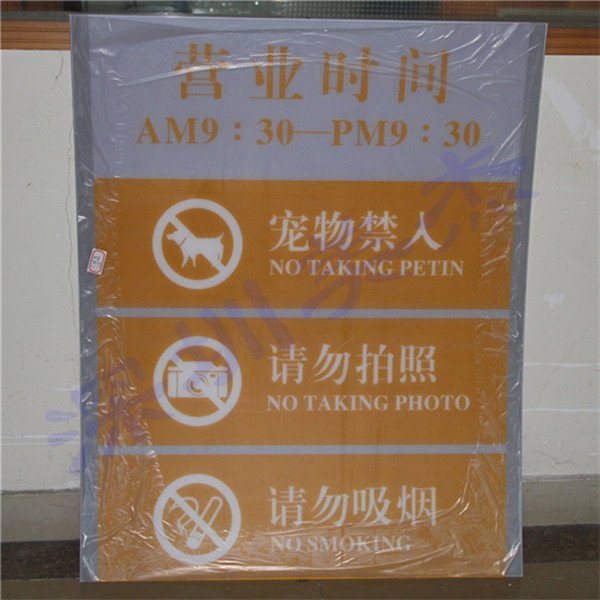 营业时间
AM9：30—PM9：30
宠物禁入
NO TAKING PETIN
请勿拍照
NO TAKING PHOTO
请勿吸烟
NO SMOKING